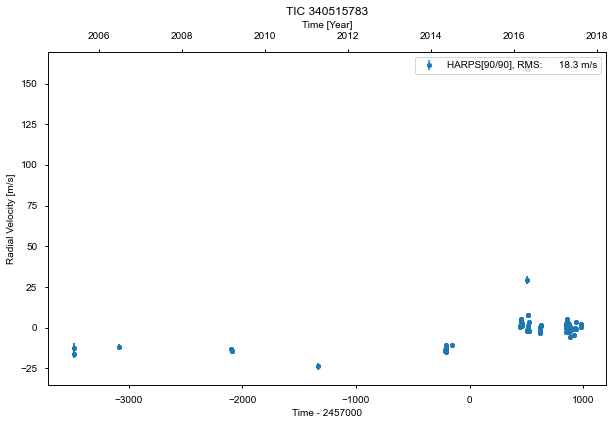 TIC 340515783
Time [Year]
2006 2008 2010 2012 2014 2016 2018
HARPS[90/90], RMS: 18.3 m/s
150
125
100
75
50
25
0
−25
Radial Velocity [m/s]
−3000 −2000 −1000 0 1000
Time - 2457000